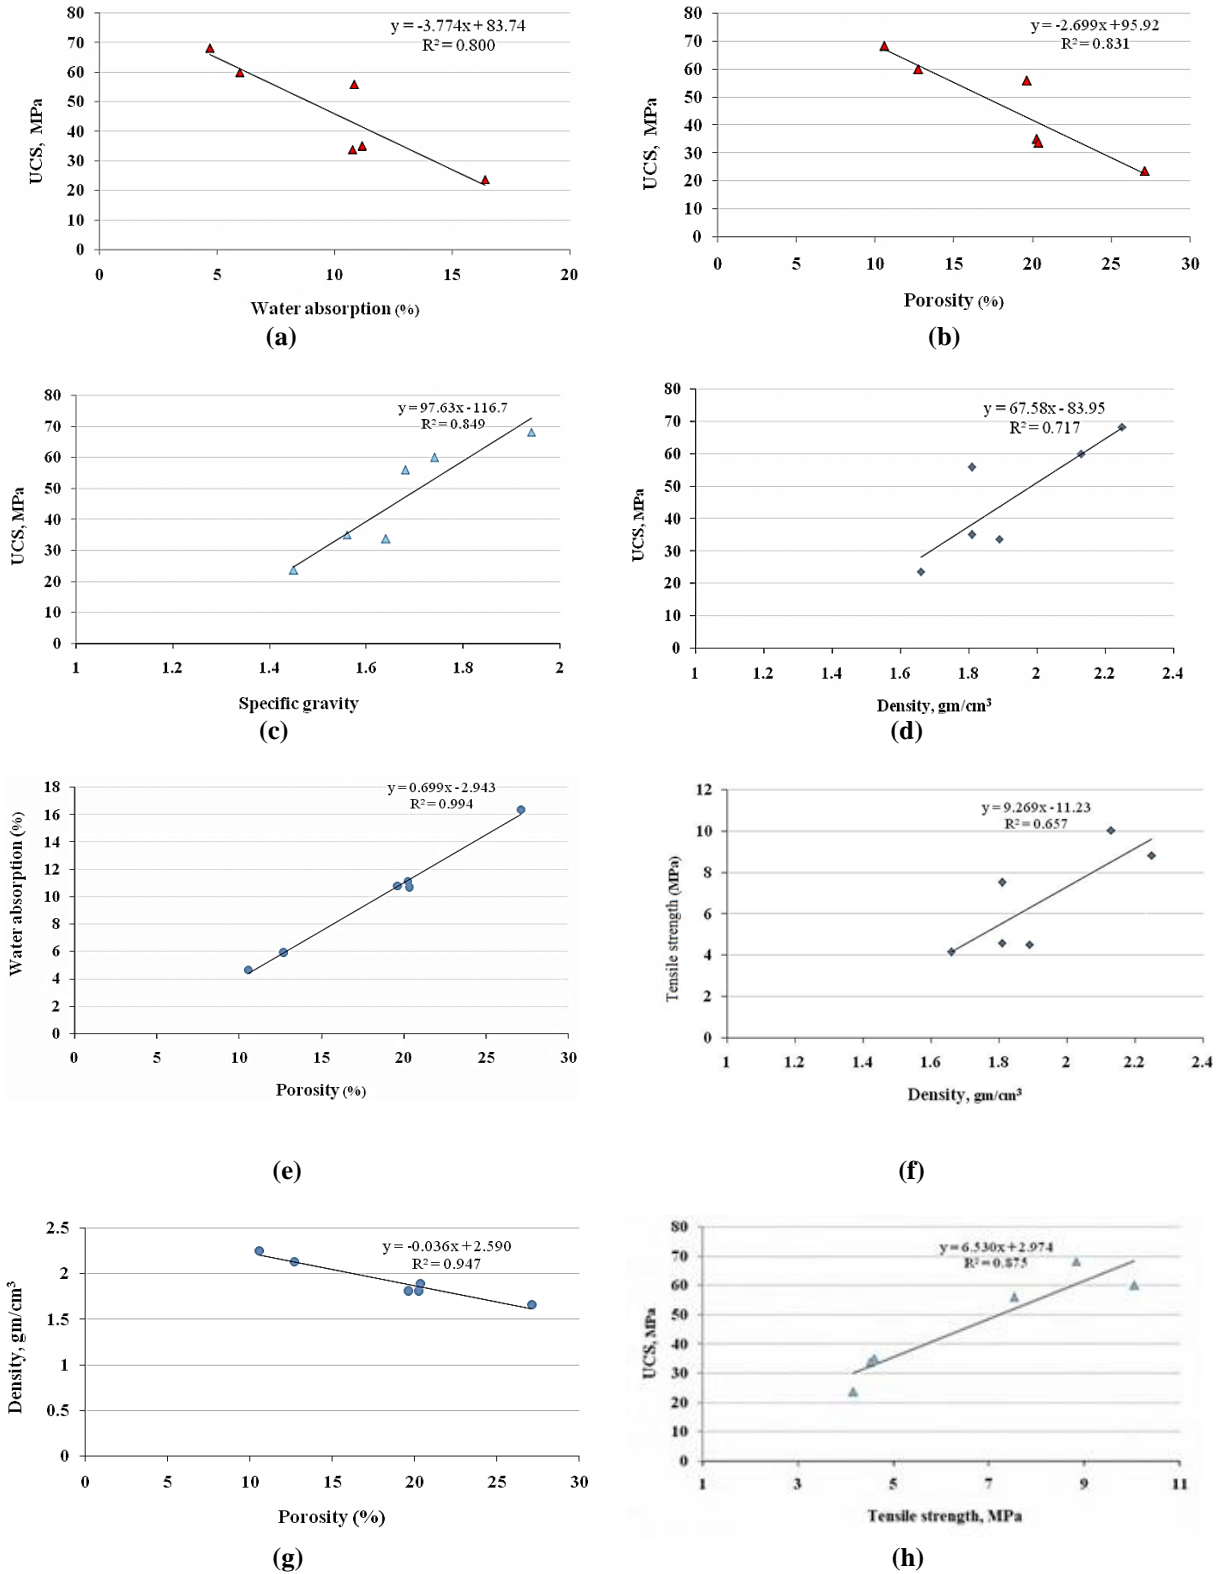 y = -3.774x + 83.74
R² = 0.800
80
70
60
50
40
30
20
10
0
UCS, MPa
0 5 10 15 20
Water absorption (%)
(a)
y = -2.699x + 95.92
R² = 0.831
80
70
60
50
40
30
20
10
0
UCS, MPa
0 5 10 15 20 25 30
Porosity (%)
(b)
y = 97.63x - 116.7
R² = 0.849
80
70
60
50
40
30
20
10
0
UCS, MPa
1 1.2 1.4 1.6 1.8 2
Specific gravity
(c)
y = 67.58x - 83.95
R² = 0.717
80
70
60
50
40
30
20
10
0
UCS, MPa
1 1.2 1.4 1.6 1.8 2 2.2 2.4
Density, gm/cm³
(d)
y = 0.699x - 2.943
R² = 0.994
18
16
14
12
10
8
6
4
2
0
Water absorption (%)
0 5 10 15 20 25 30
Porosity (%)
(e)
y = 9.269x - 11.23
R² = 0.657
12
10
8
6
4
2
0
Tensile strength (MPa)
1 1.2 1.4 1.6 1.8 2 2.2 2.4
Density, gm/cm³
(f)
y = -0.036x + 2.590
R² = 0.947
2.5
2
1.5
1
0.5
0
Density, gm/cm³
0 5 10 15 20 25 30
Porosity (%)
(g)
y = 6.530x + 2.974
R² = 0.875
80
70
60
50
40
30
20
10
0
UCS, MPa
1 3 5 7 9 11
Tensile strength, MPa
(h)